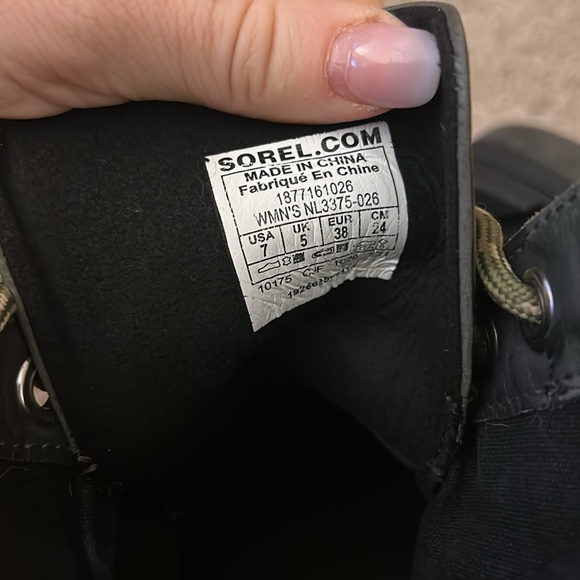 SOREL.COM
MADE IN CHINA
Fabriqué En Chine
1877161026
WMN'S NL3375-026
USA UK EUR CM
7 5 38 24
10175